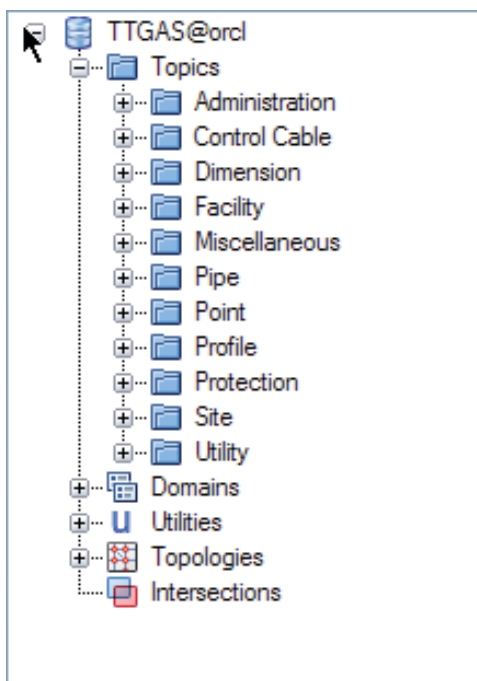 TTGAS@orcl
Topics
Administration
Control Cable
Dimension
Facility
Miscellaneous
Pipe
Point
Profile
Protection
Site
Utility
Domains
U Utilities
Topologies
Intersections